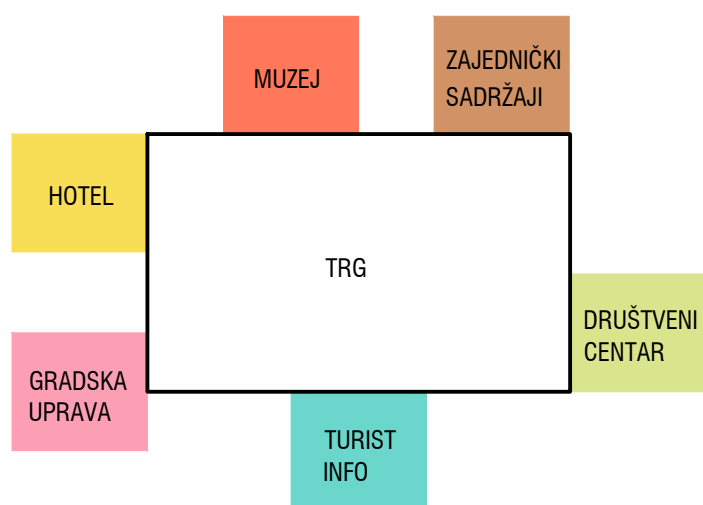 MUZEJ
ZAJEDNIČKI
SADRŽAJI
HOTEL
TRG
DRUŠTVENI
CENTAR
GRADSKA
UPRAVA
TURIST
INFO